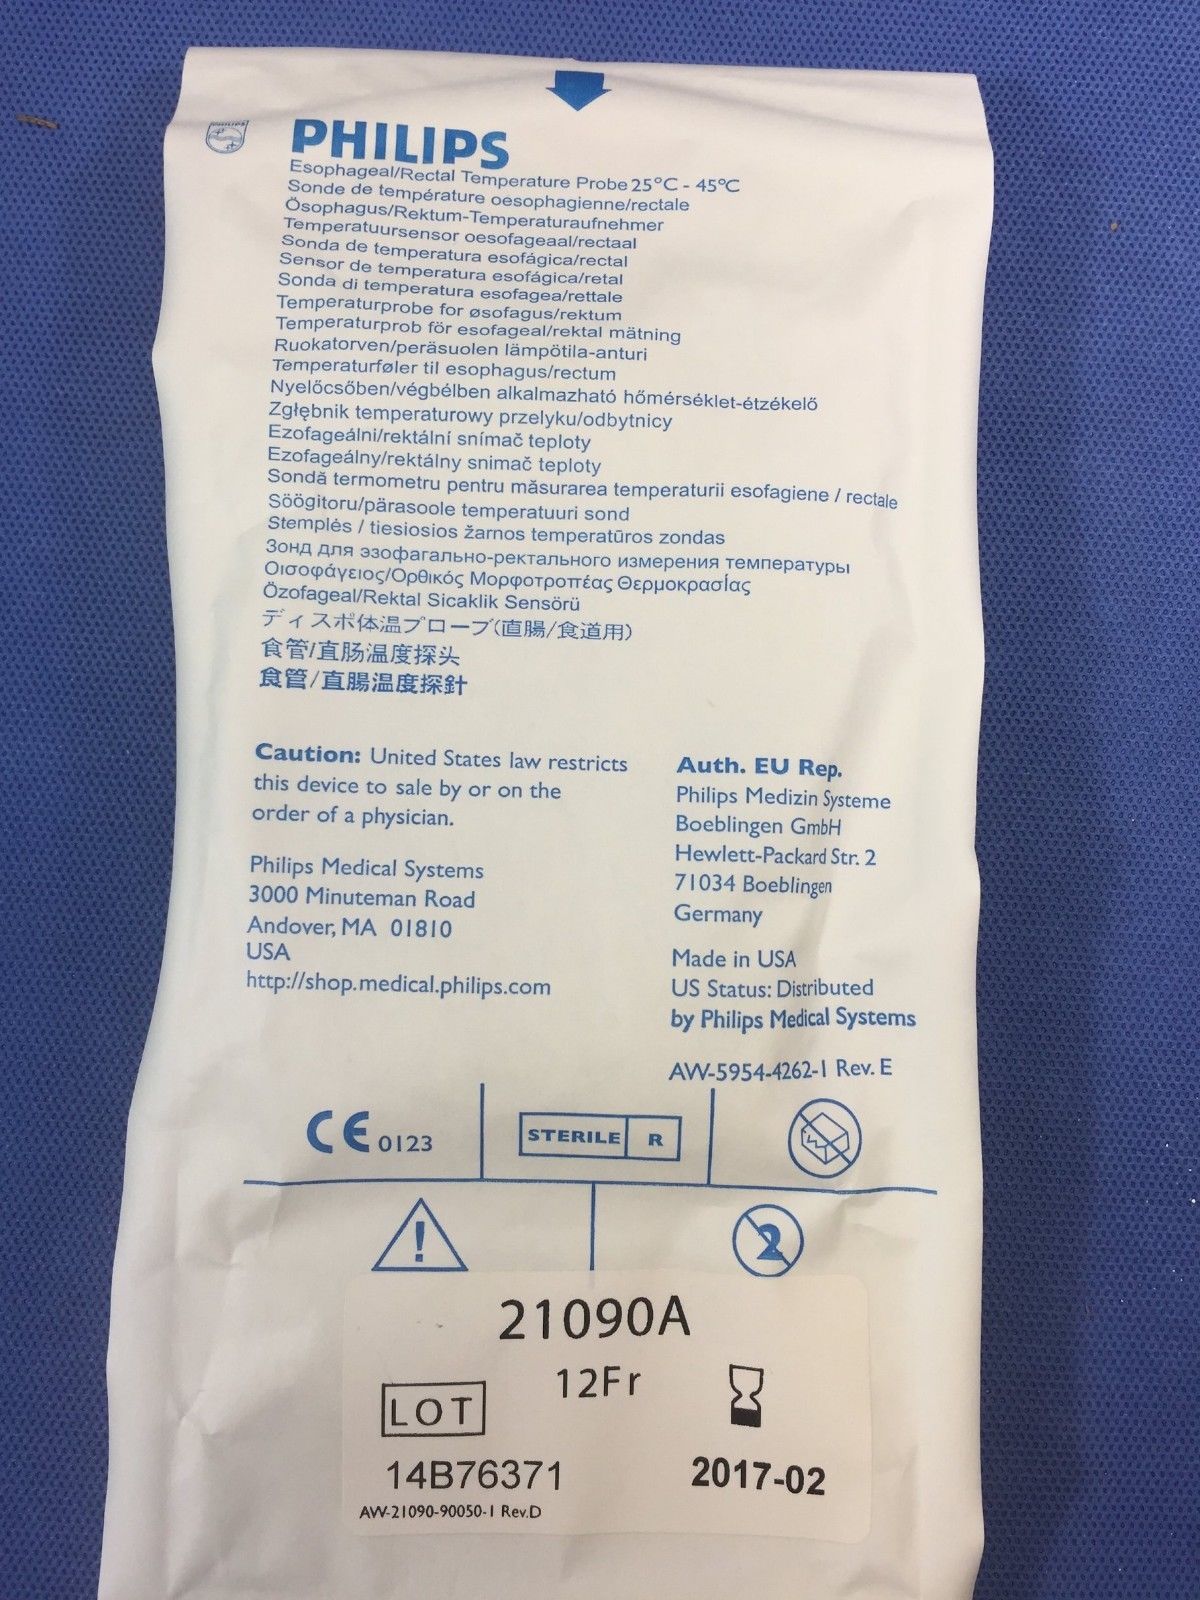 PHILIPS
PHILIPS
Esophageal/Rectal Temperature Probe 25°C - 45°C
Sonde de température oesophagienne/rectale
Ösophagus/Rektum-Temperaturaufnehmer
Temperatuursensor oesofageaal/rectaal
Sonda de temperatura esofágica/rectal
Sensor de temperatura esofágica/retal
Sonda di temperatura esofagea/rettale
Temperaturprobe for øsofagus/rektum
Temperaturprob för esofageal/rektal mätning
Ruokatorven/peräsuolen lämpötila-anturi
Temperaturføler til esophagus/rectum
Nyelőcsőben/végbélben alkalmazható hőmérséklet-étzékelő
Zgłębnik temperaturowy przelyku/odbytnicy
Ezofageálni/rektální snímač teploty
Ezofageálny/rektálny snimač teploty
Sondă termometru pentru măsurarea temperaturii esofagiene / rectale
Söögitoru/pärasoole temperatuuri sond
Stemplės / tiesiosios žarnos temperatūros zondas
Зонд для эзофагально-ректального измерения температуры
Οισοφάγειος/Ορθικός Μορφοτροπέας Θερμοκρασίας
Özofageal/Rektal Sicaklik Sensörü
ディスポ体温プローブ(直腸/食道用)
食管/直肠温度探头
食管/直腸溫度探針
Caution: United States law restricts
this device to sale by or on the
order of a physician.
Philips Medical Systems
3000 Minuteman Road
Andover, MA 01810
USA
http://shop.medical.philips.com
Auth. EU Rep.
Philips Medizin Systeme
Boeblingen GmbH
Hewlett-Packard Str. 2
71034 Boeblingen
Germany
Made in USA
US Status: Distributed
by Philips Medical Systems
AW-5954-4262-1 Rev. E
CE 0123
STERILE R
!
2
21090A
12Fr
LOT
14B76371
2017-02
AW-21090-90050-1 Rev.D